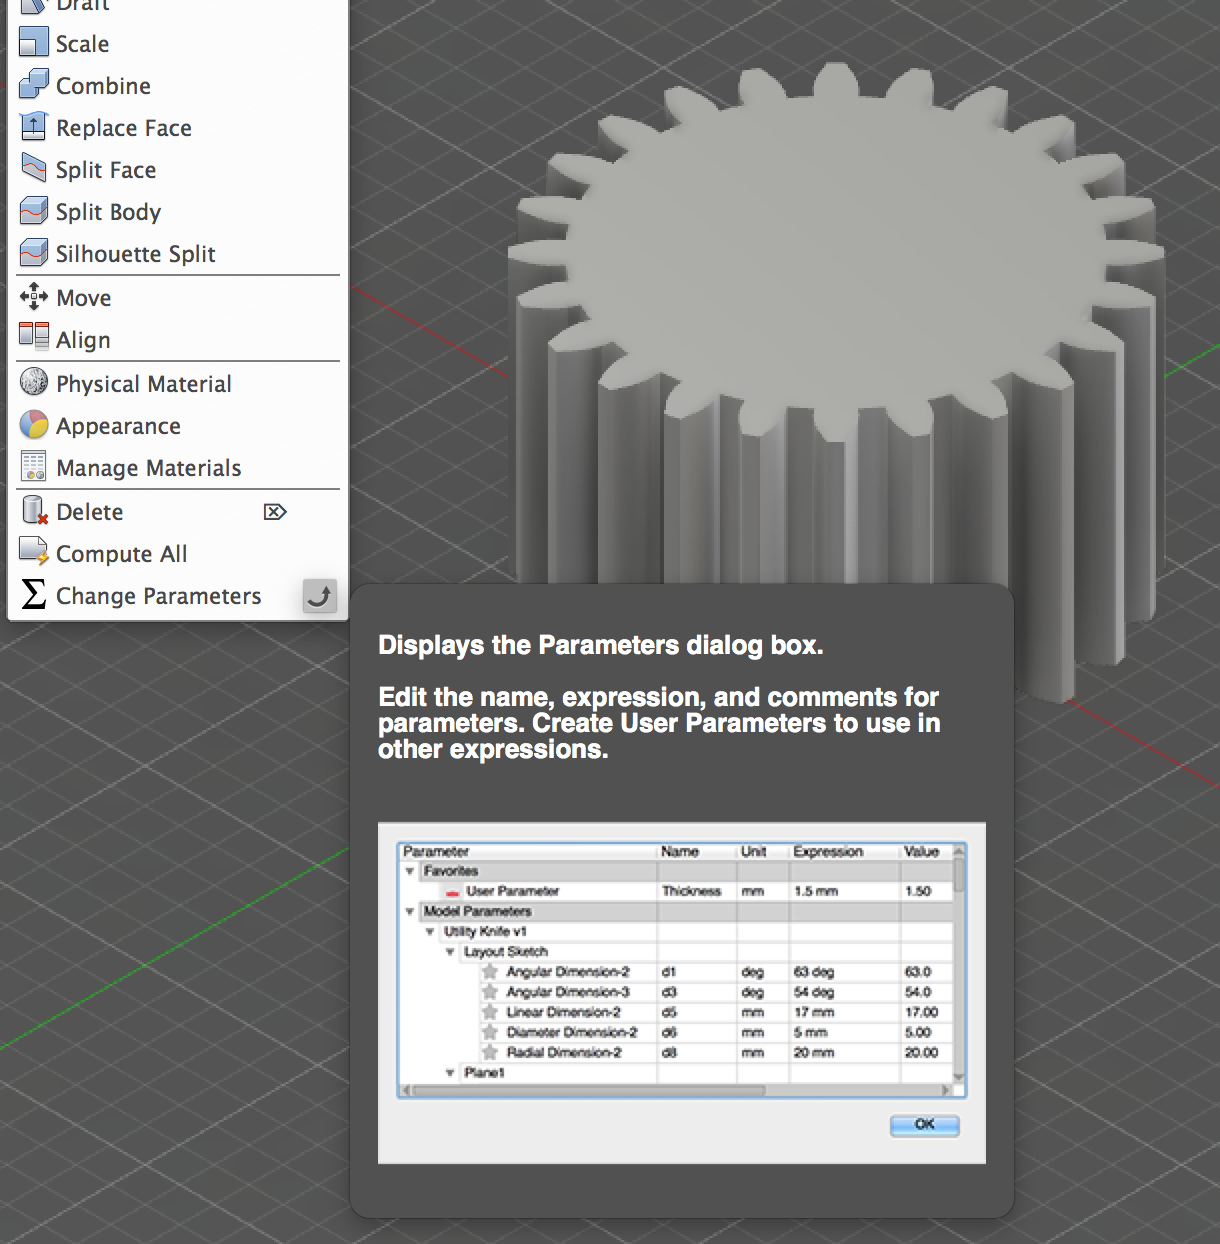 Draft
Scale
Combine
Replace Face
Split Face
Split Body
Silhouette Split
Move
Align
Physical Material
Appearance
Manage Materials
Delete
Compute All
Change Parameters
Displays the Parameters dialog box.
Edit the name, expression, and comments for
parameters. Create User Parameters to use in
other expressions.
Parameter Name Unit Expression Value
Favorites
User Parameter Thickness mm 1.5 mm 1.50
Model Parameters
Utility Knife v1
Layout Sketch
Angular Dimension-2 d1 deg 63 deg 63.0
Angular Dimension-3 d3 deg 54 deg 54.0
Linear Dimension-2 d5 mm 17 mm 17.00
Diameter Dimension-2 d6 mm 5 mm 5.00
Radial Dimension-2 d8 mm 20 mm 20.00
Plane1
OK